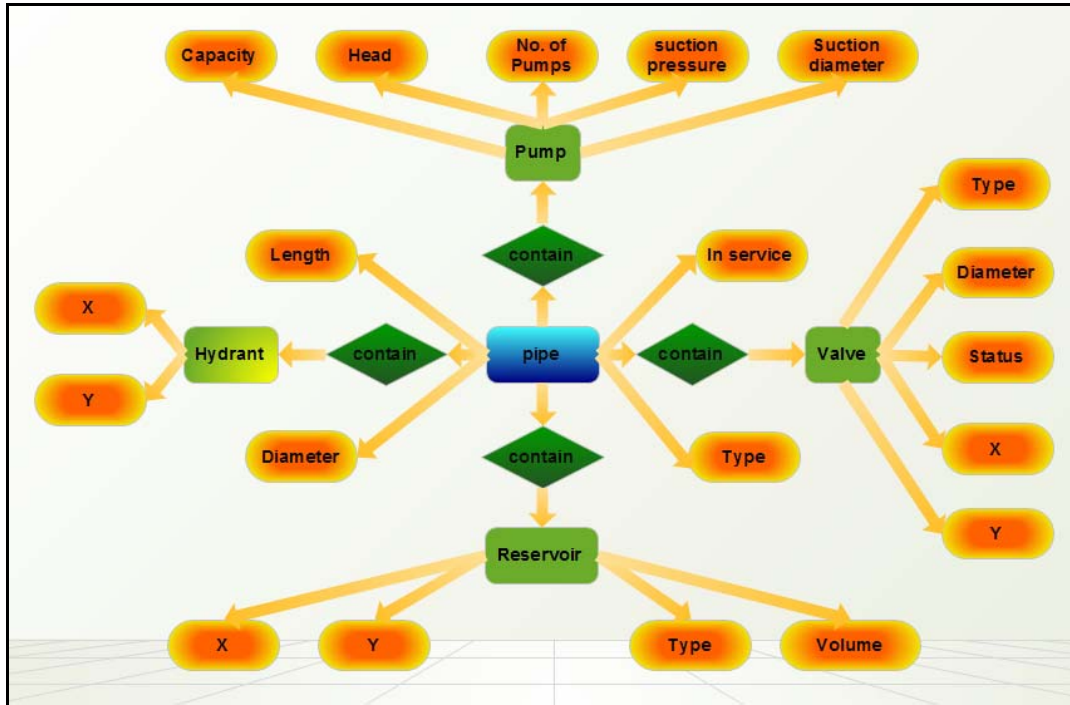 Capacity
Head
No. of
Pumps
suction
pressure
Suction
diameter
Pump
Type
Length
contain
In service
Diameter
X
Hydrant
contain
pipe
contain
Valve
Status
Y
Diameter
contain
Type
X
Y
Reservoir
X
Y
Type
Volume